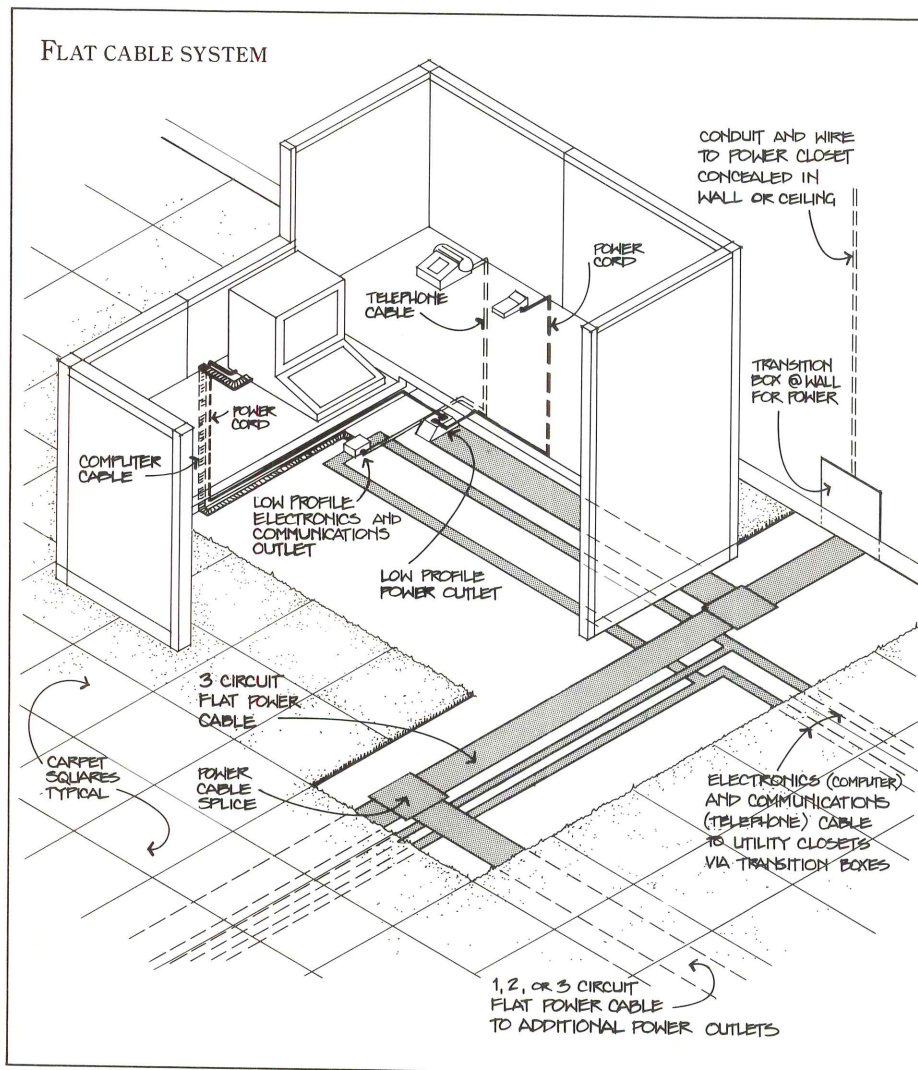 FLAT CABLE SYSTEM
CONDUIT AND WIRE
TO POWER CLOSET
CONCEALED IN
WALL OR CEILING
POWER
CORD
TELEPHONE
CABLE
TRANSITION
BOX @ WALL
FOR POWER
POWER
CORD
COMPUTER
CABLE
LOW PROFILE
ELECTRONICS AND
COMMUNICATIONS
OUTLET
LOW PROFILE
POWER OUTLET
3 CIRCUIT
FLAT POWER
CABLE
CARPET
SQUARES
TYPICAL
POWER
CABLE
SPLICE
ELECTRONICS (COMPUTER)
AND COMMUNICATIONS
(TELEPHONE) CABLE
TO UTILITY CLOSETS
VIA TRANSITION BOXES
1, 2, OR 3 CIRCUIT
FLAT POWER CABLE
TO ADDITIONAL POWER OUTLETS